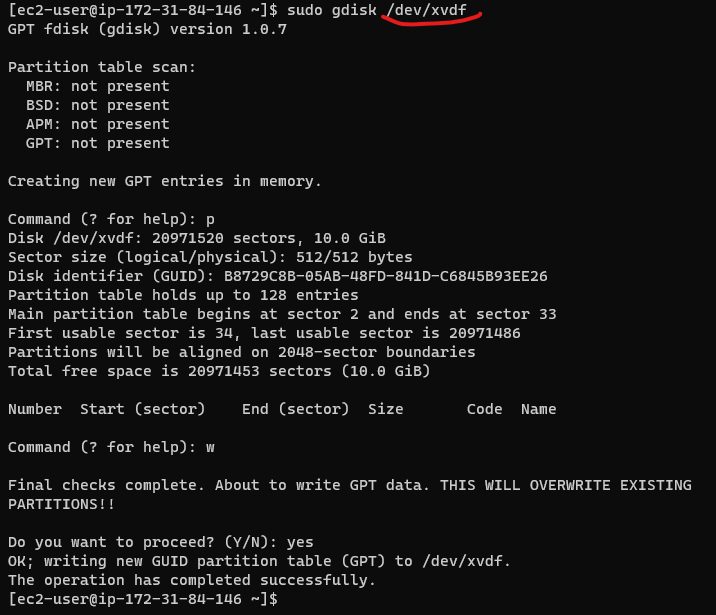 [ec2-user@ip-172-31-84-146 ~]$ sudo gdisk /dev/xvdf
GPT fdisk (gdisk) version 1.0.7
Partition table scan:
  MBR: not present
  BSD: not present
  APM: not present
  GPT: not present
Creating new GPT entries in memory.
Command (? for help): p
Disk /dev/xvdf: 20971520 sectors, 10.0 GiB
Sector size (logical/physical): 512/512 bytes
Disk identifier (GUID): B8729C8B-05AB-48FD-841D-C6845B93EE26
Partition table holds up to 128 entries
Main partition table begins at sector 2 and ends at sector 33
First usable sector is 34, last usable sector is 20971486
Partitions will be aligned on 2048-sector boundaries
Total free space is 20971453 sectors (10.0 GiB)
Number  Start (sector)    End (sector)  Size       Code  Name
Command (? for help): w
Final checks complete. About to write GPT data. THIS WILL OVERWRITE EXISTING
PARTITIONS!!
Do you want to proceed? (Y/N): yes
OK; writing new GUID partition table (GPT) to /dev/xvdf.
The operation has completed successfully.
[ec2-user@ip-172-31-84-146 ~]$